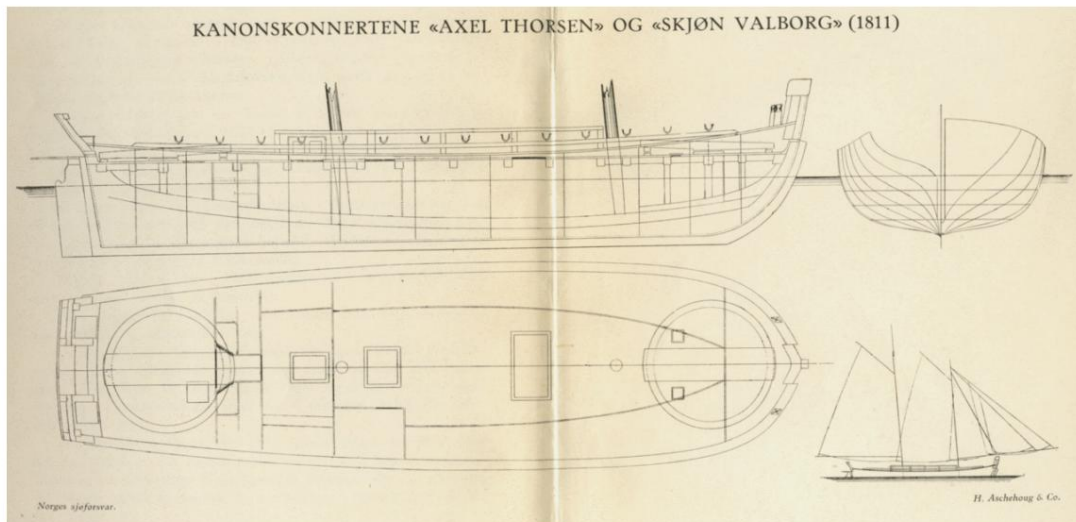 KANONSKONNERTENE «AXEL THORSEN» OG «SKJØN VALBORG» (1811)
Norges sjøforsvar.
H. Aschehoug & Co.